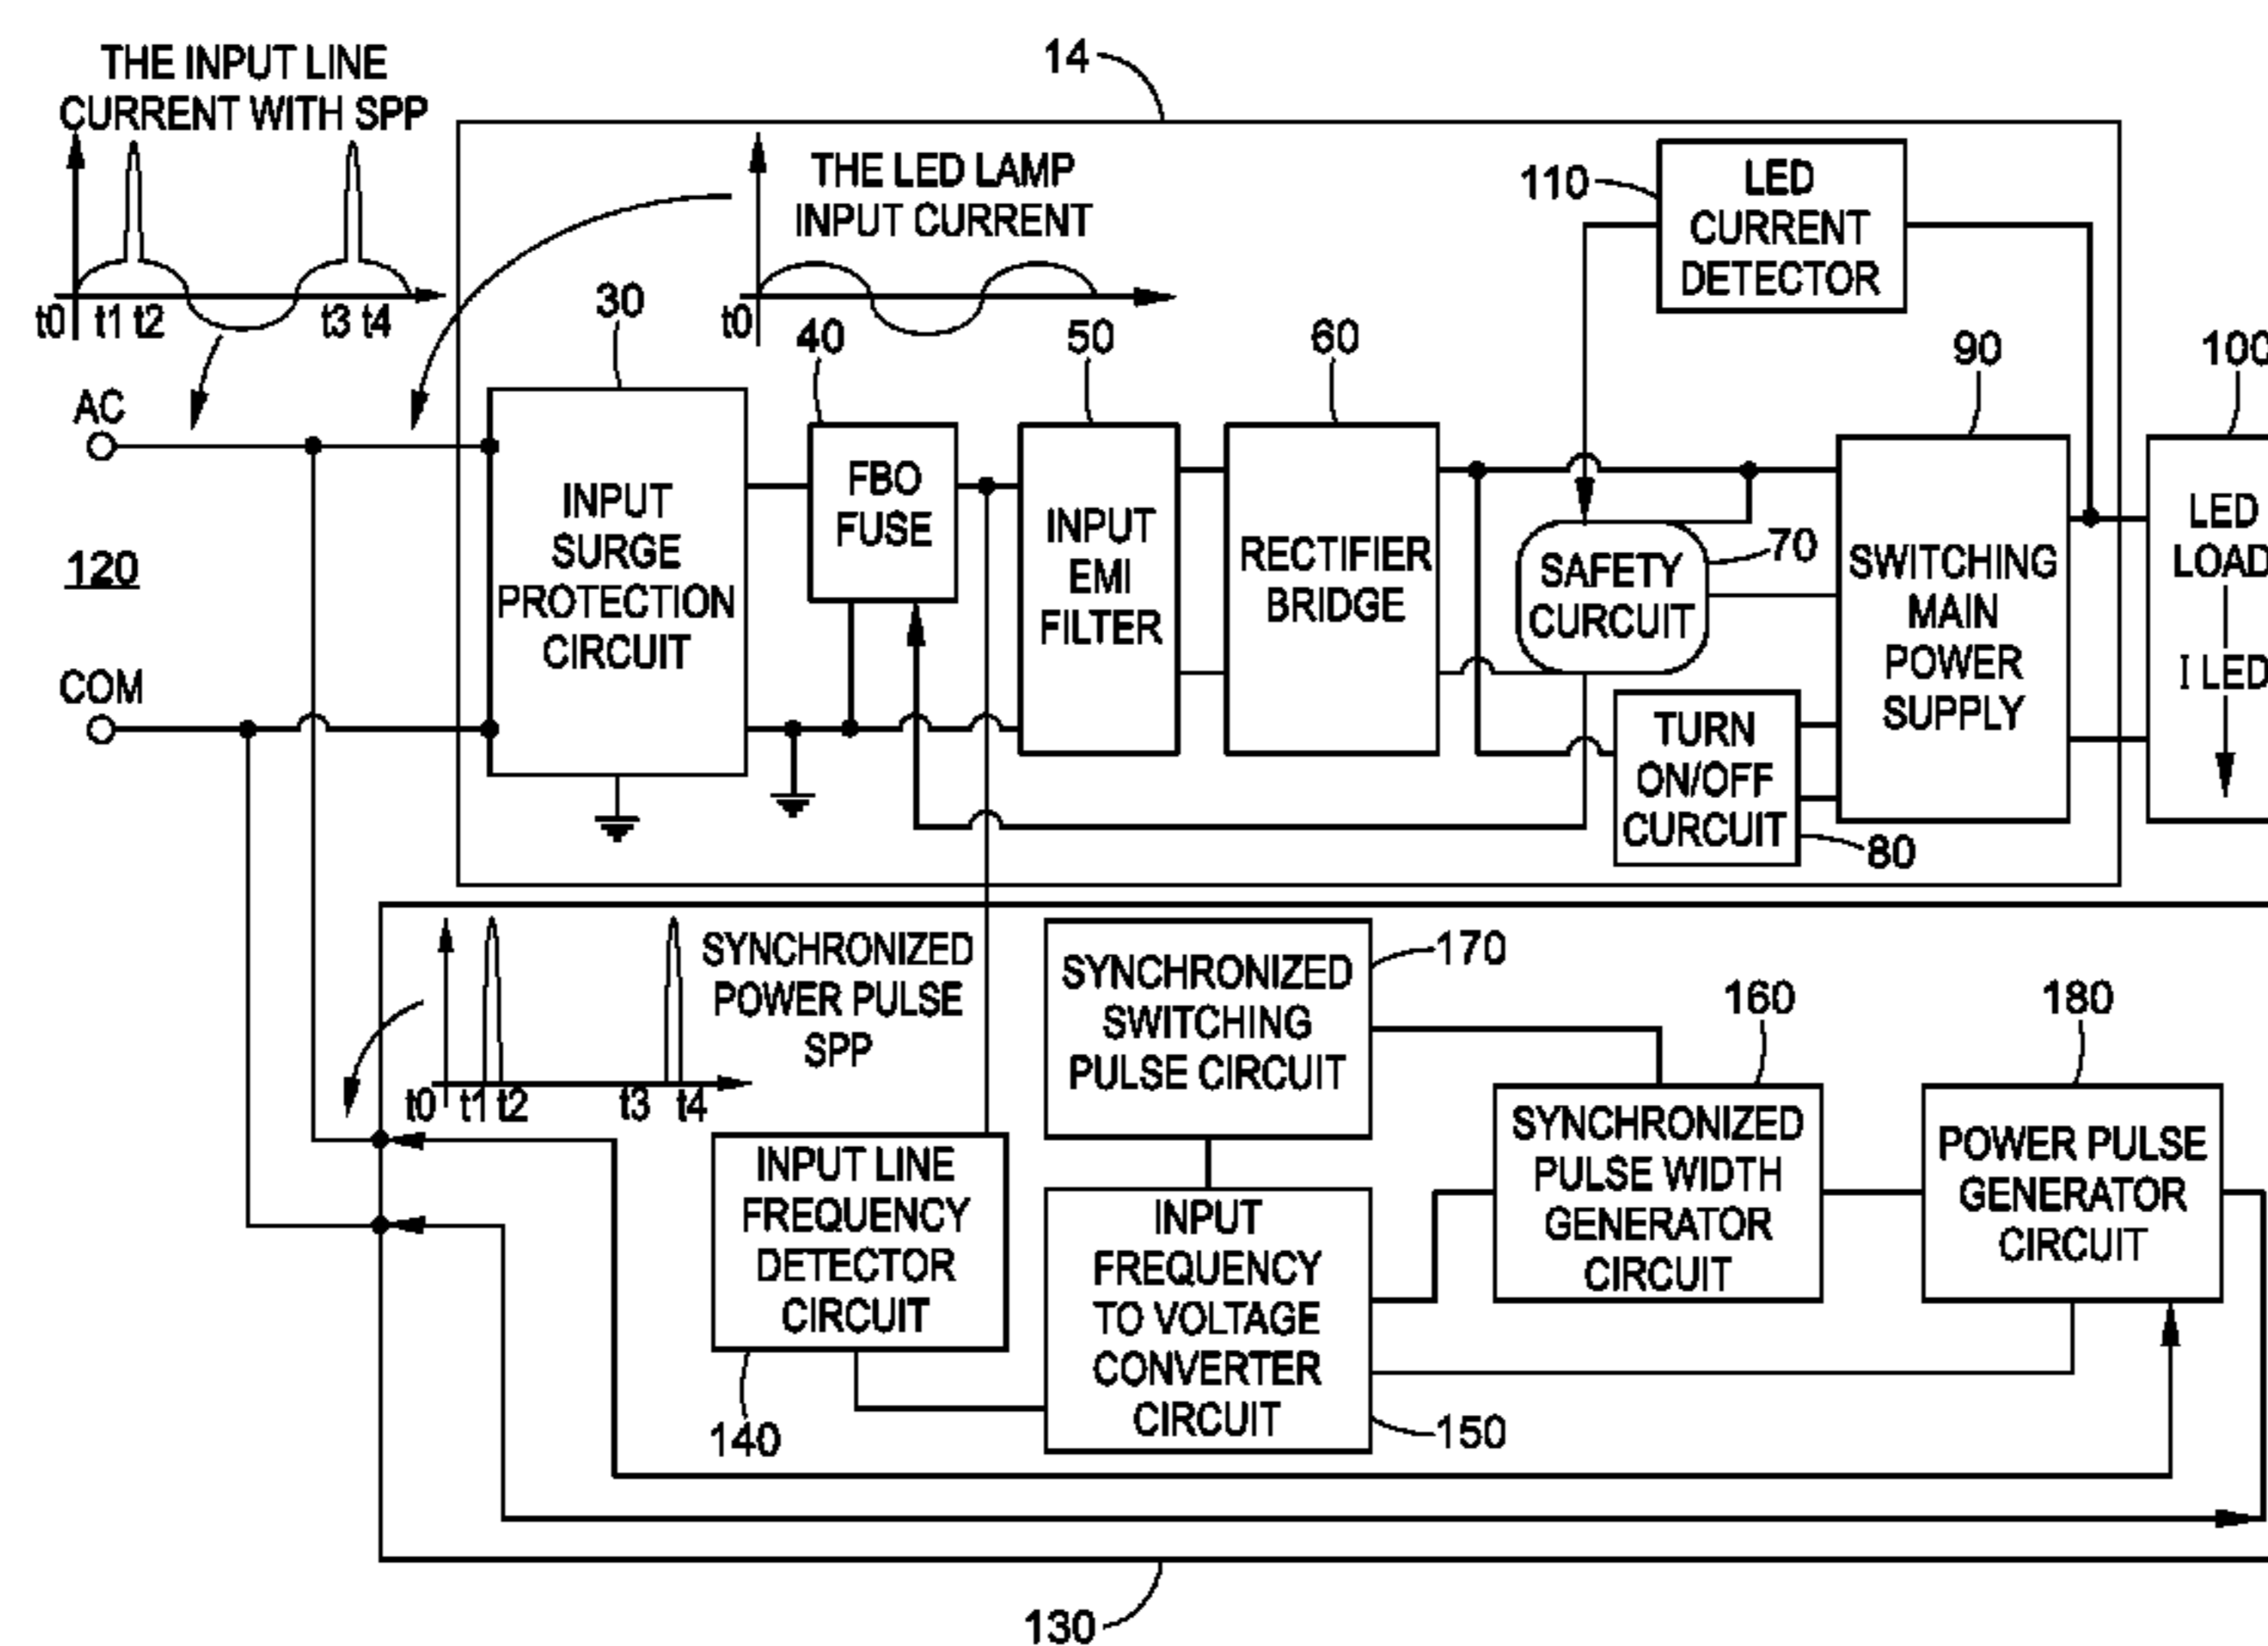 THE INPUT LINE
CURRENT WITH SPP
t0
t1
t2
t3
t4
14
THE LED LAMP
INPUT CURRENT
t0
110
LED
CURRENT
DETECTOR
30
40
50
60
90
100
AC
120
COM
INPUT
SURGE
PROTECTION
CIRCUIT
FBO
FUSE
INPUT
EMI
FILTER
RECTIFIER
BRIDGE
SAFETY
CURCUIT
70
SWITCHING
MAIN
POWER
SUPPLY
LED
LOAD
I LED
TURN
ON/OFF
CURCUIT
80
SYNCHRONIZED
POWER PULSE
SPP
t0
t1
t2
t3
t4
SYNCHRONIZED
SWITCHING
PULSE CIRCUIT
170
160
180
INPUT LINE
FREQUENCY
DETECTOR
CIRCUIT
140
INPUT
FREQUENCY
TO VOLTAGE
CONVERTER
CIRCUIT
150
SYNCHRONIZED
PULSE WIDTH
GENERATOR
CIRCUIT
POWER PULSE
GENERATOR
CIRCUIT
130